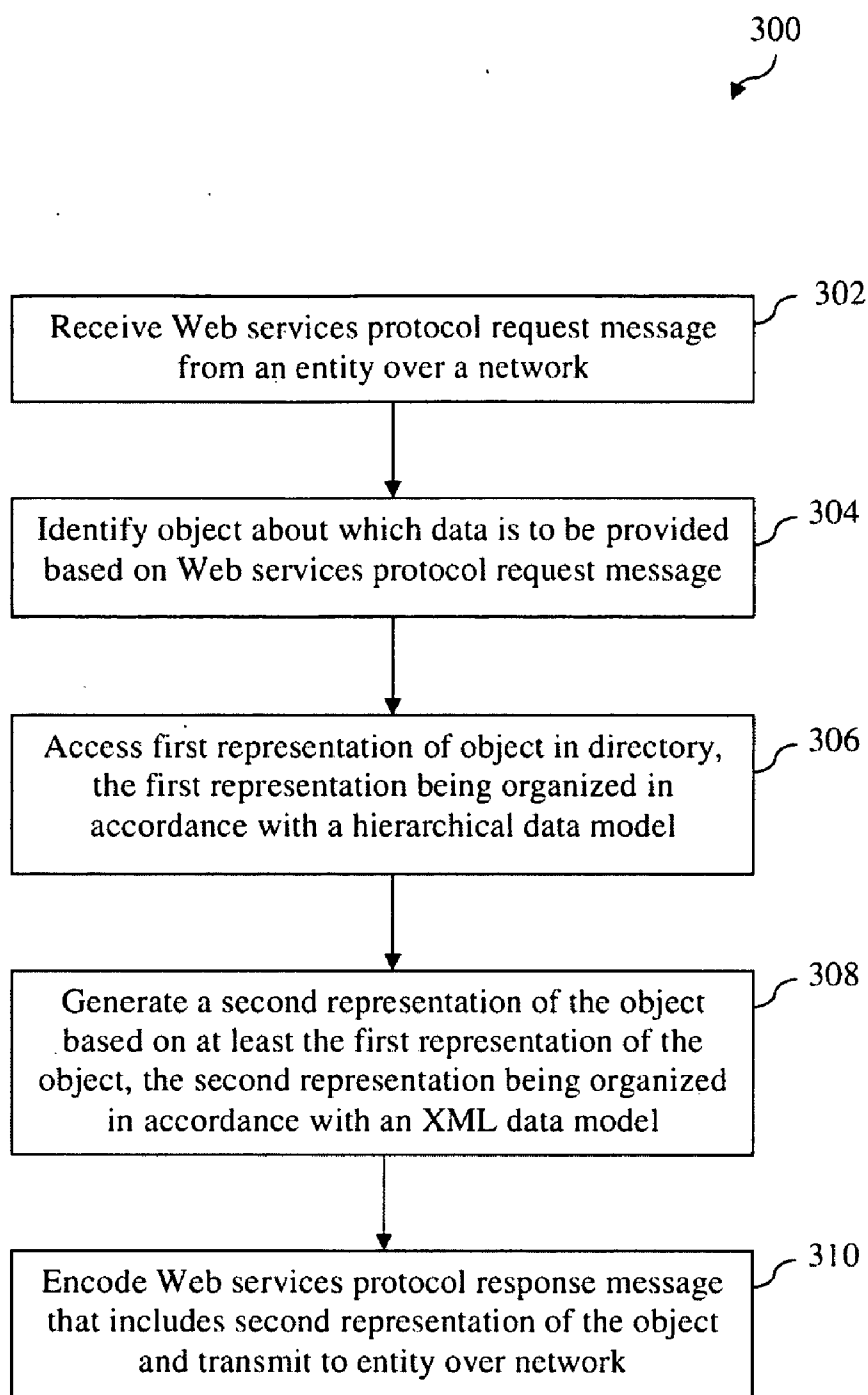 300
302
Receive Web services protocol request message
from an entity over a network
304
Identify object about which data is to be provided
based on Web services protocol request message
306
Access first representation of object in directory,
the first representation being organized in
accordance with a hierarchical data model
308
Generate a second representation of the object
based on at least the first representation of the
object, the second representation being organized
in accordance with an XML data model
310
Encode Web services protocol response message
that includes second representation of the object
and transmit to entity over network